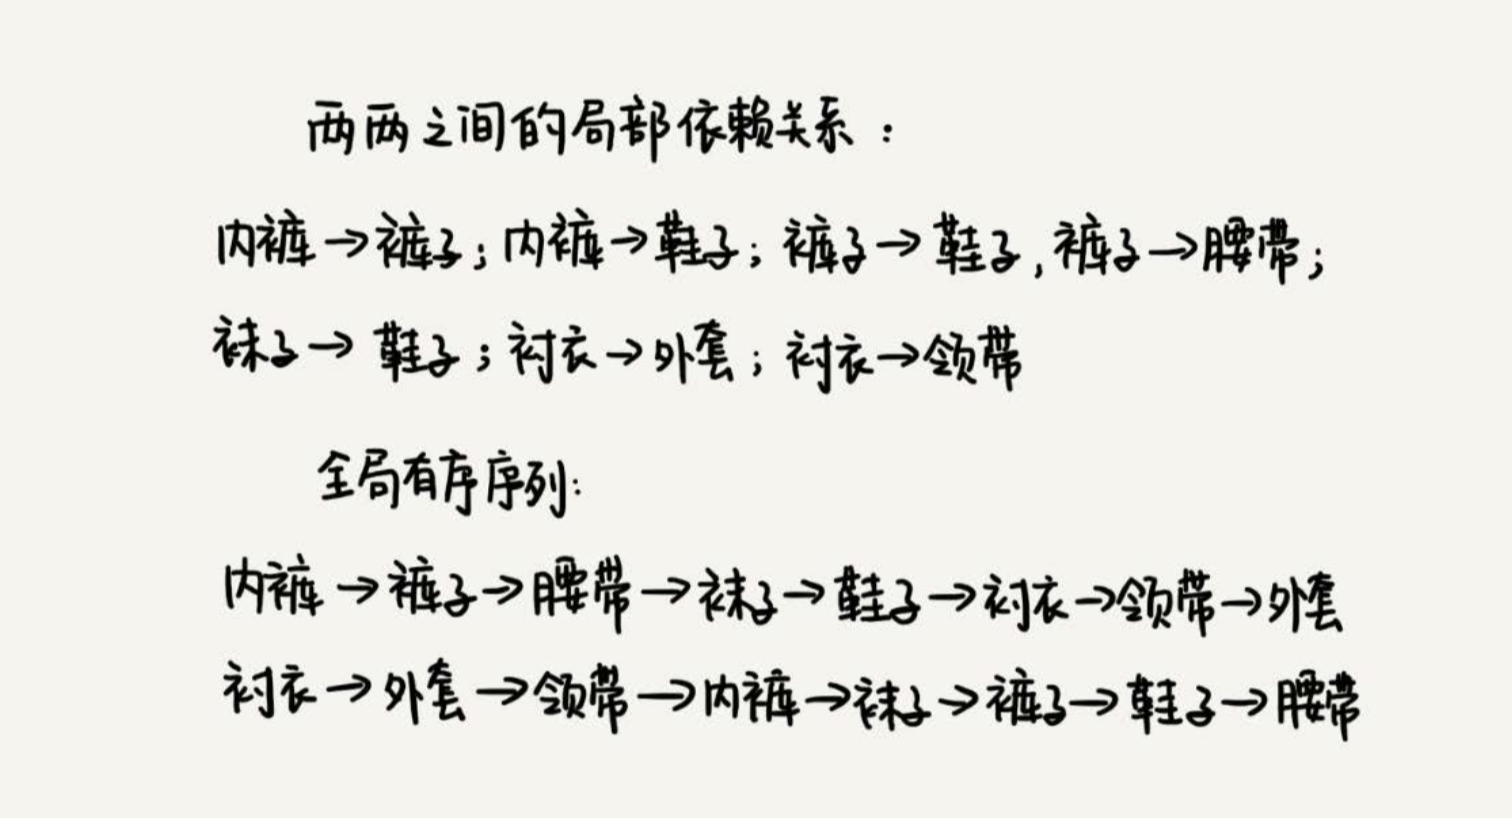 两两之间的局部依赖关系：
内裤→裤子；内裤→鞋子；裤子→鞋子，裤子→腰带；
袜子→鞋子；衬衣→外套；衬衣→领带
全局有序序列：
内裤→裤子→腰带→袜子→鞋子→衬衣→领带→外套
衬衣→外套→领带→内裤→袜子→裤子→鞋子→腰带